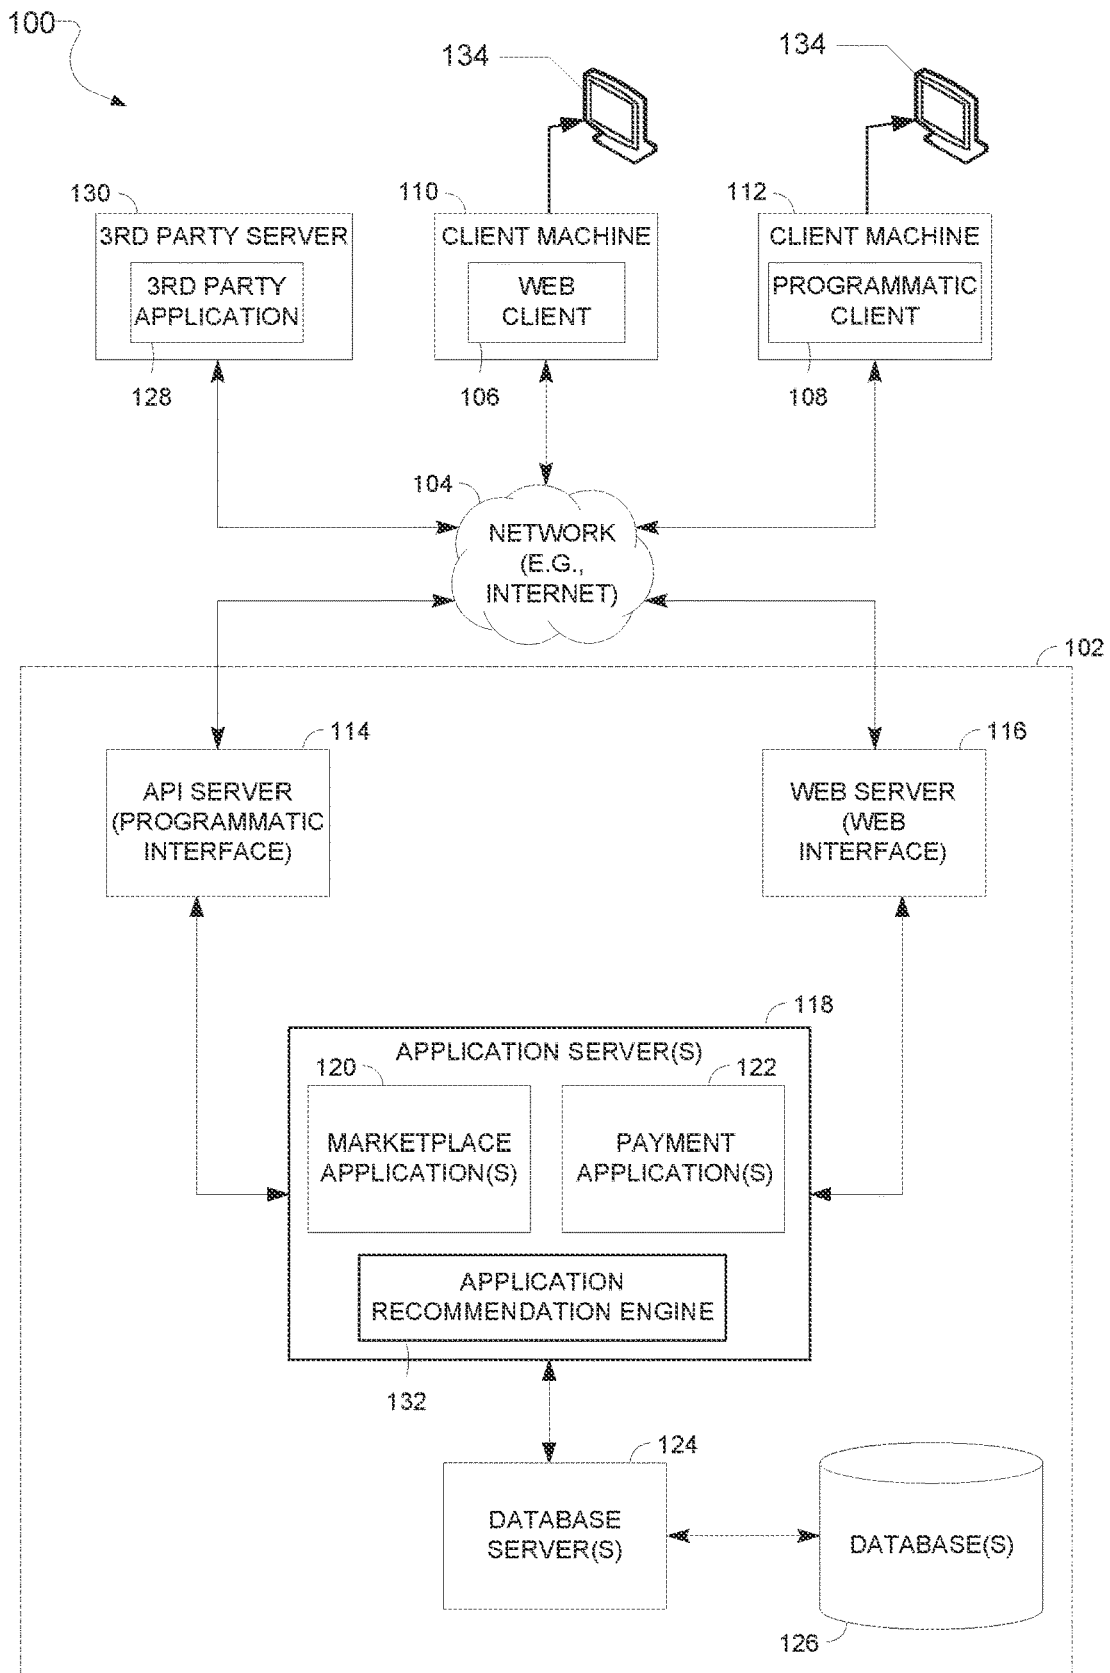 100
134
134
130
110
112
3RD PARTY SERVER
CLIENT MACHINE
CLIENT MACHINE
3RD PARTY
APPLICATION
WEB
CLIENT
PROGRAMMATIC
CLIENT
128
106
108
104
NETWORK
(E.G.,
INTERNET)
102
114
116
API SERVER
(PROGRAMMATIC
INTERFACE)
WEB SERVER
(WEB
INTERFACE)
118
APPLICATION SERVER(S)
120
122
MARKETPLACE
APPLICATION(S)
PAYMENT
APPLICATION(S)
APPLICATION
RECOMMENDATION ENGINE
132
124
DATABASE
SERVER(S)
DATABASE(S)
126